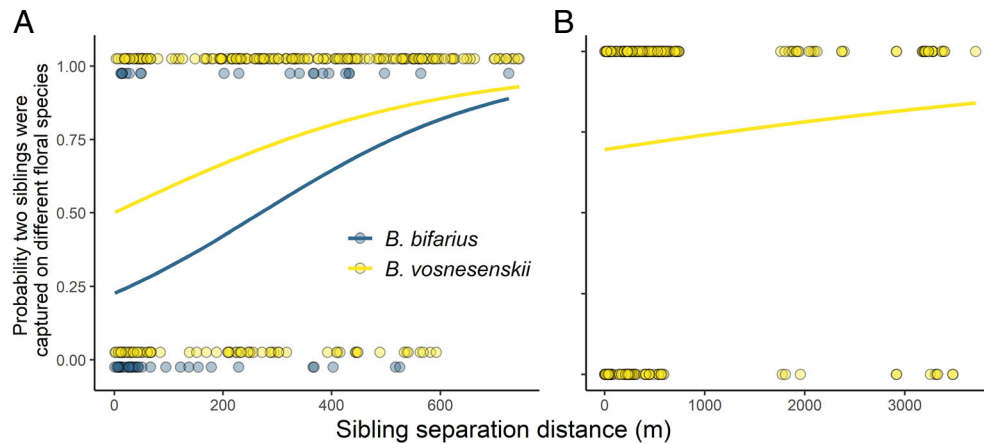 A
B
Probability two siblings were
captured on different floral species
1.00
0.75
0.50
0.25
0.00
B. bifarius
B. vosnesenskii
0
200
400
600
0
1000
2000
3000
Sibling separation distance (m)